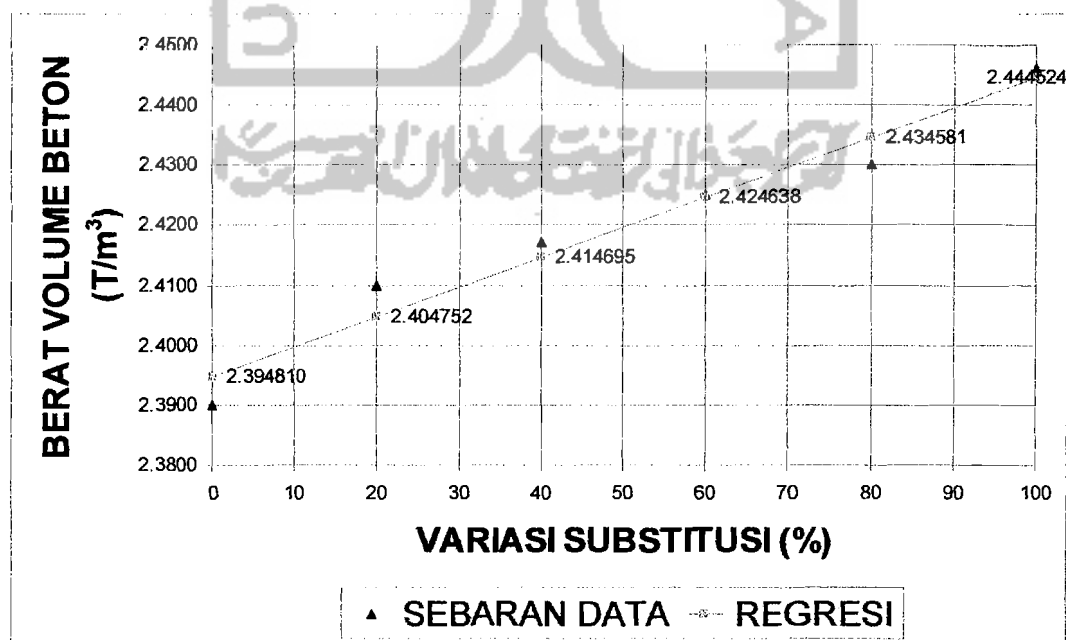 BERAT VOLUME BETON
(T/m³)
2.4500
2.4400
2.4300
2.4200
2.4100
2.4000
2.3900
2.3800
2.394810
2.404752
2.414695
2.424638
2.434581
2.444524
0 10 20 30 40 50 60 70 80 90 100
VARIASI SUBSTITUSI (%)
SEBARAN DATA REGRESI